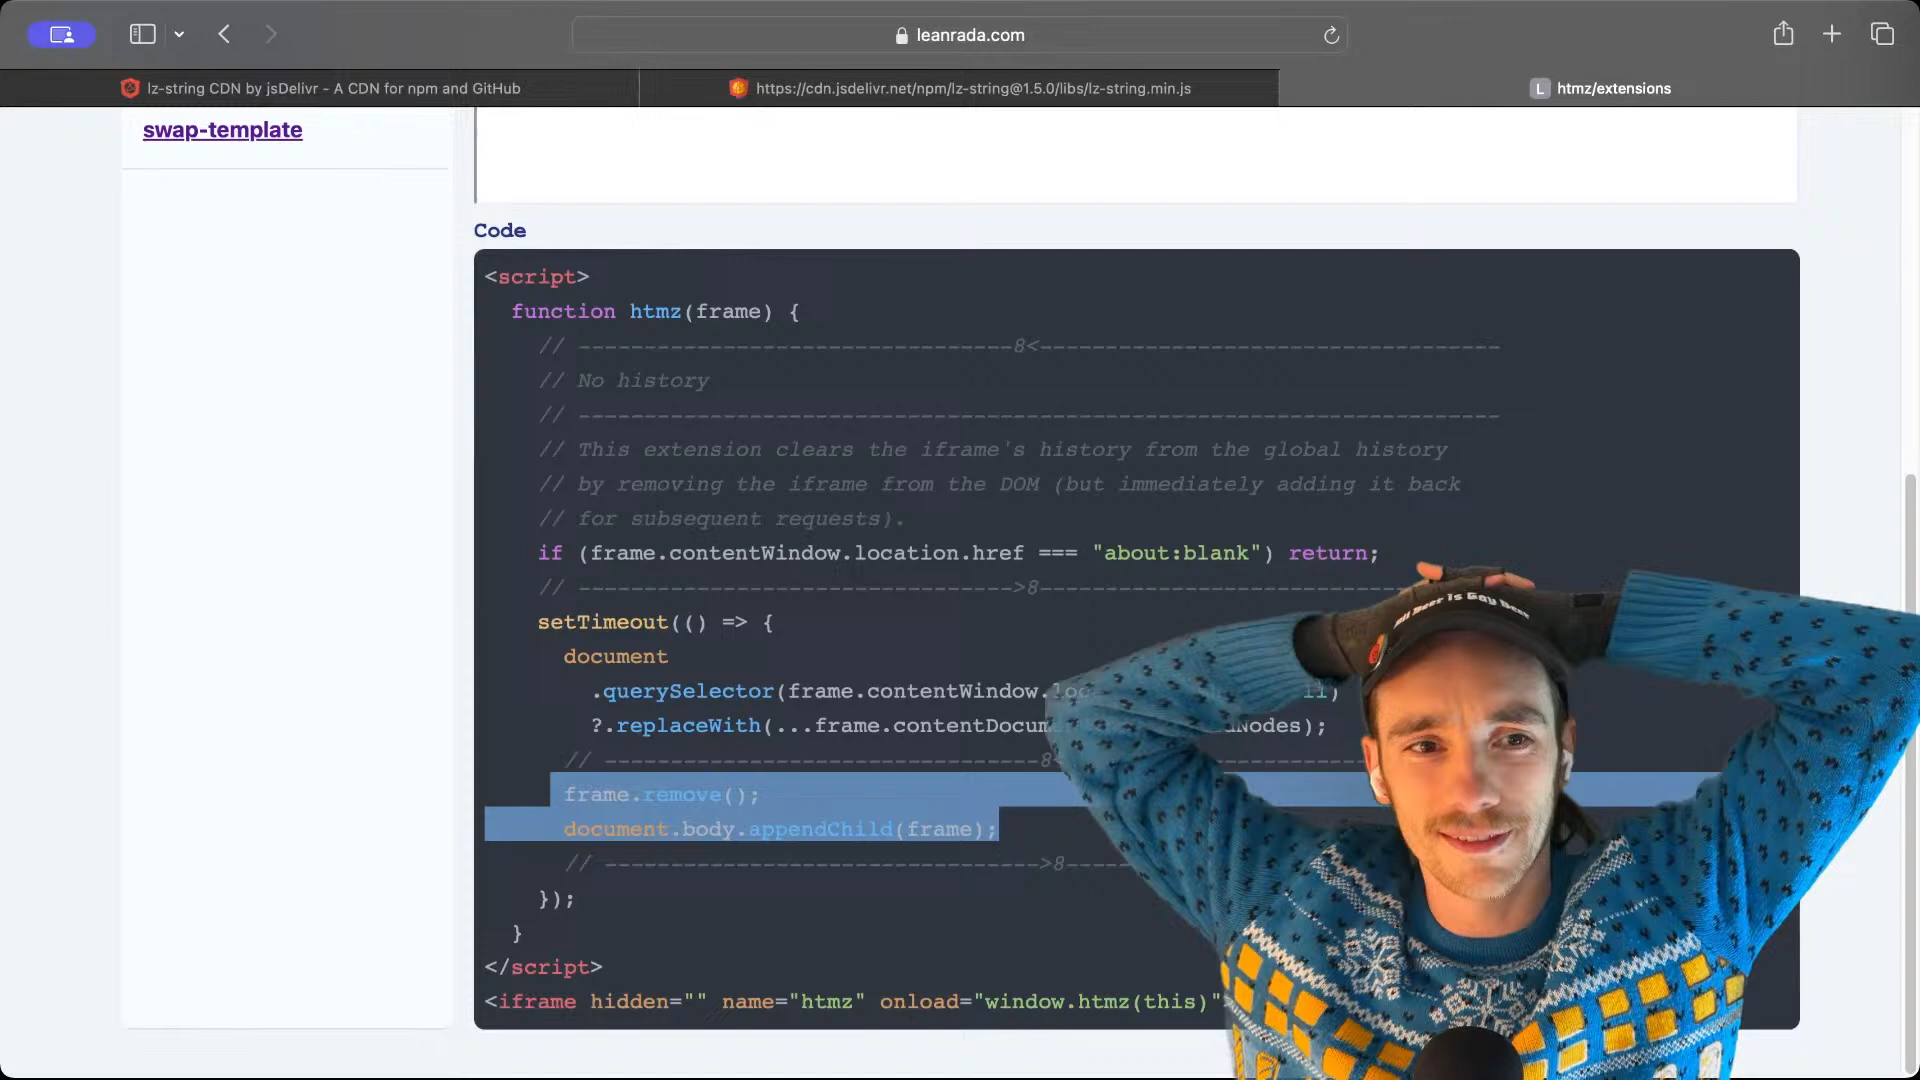 leanrada.com
lz-string CDN by jsDelivr - A CDN for npm and GitHub
https://cdn.jsdelivr.net/npm/lz-string@1.5.0/libs/lz-string.min.js
L htmz/extensions
swap-template
Code
<script>
function htmz(frame) {
// ---------------------------------8<-----------------------------------
// No history
// ----------------------------------------------------------------------
// This extension clears the iframe's history from the global history
// by removing the iframe from the DOM (but immediately adding it back
// for subsequent requests).
if (frame.contentWindow.location.href === "about:blank") return;
// --------------------------------->8-----------------------------
setTimeout(() => {
document
.querySelector(frame.contentWindow.
?.replaceWith(...frame.contentDocum
// ---------------------------------8<
frame.remove();
document.body.appendChild(frame);
// --------------------------------->8-----
});
}
</script>
<iframe hidden="" name="htmz" onload="window.htmz(this)">
Beer is Gay Beer